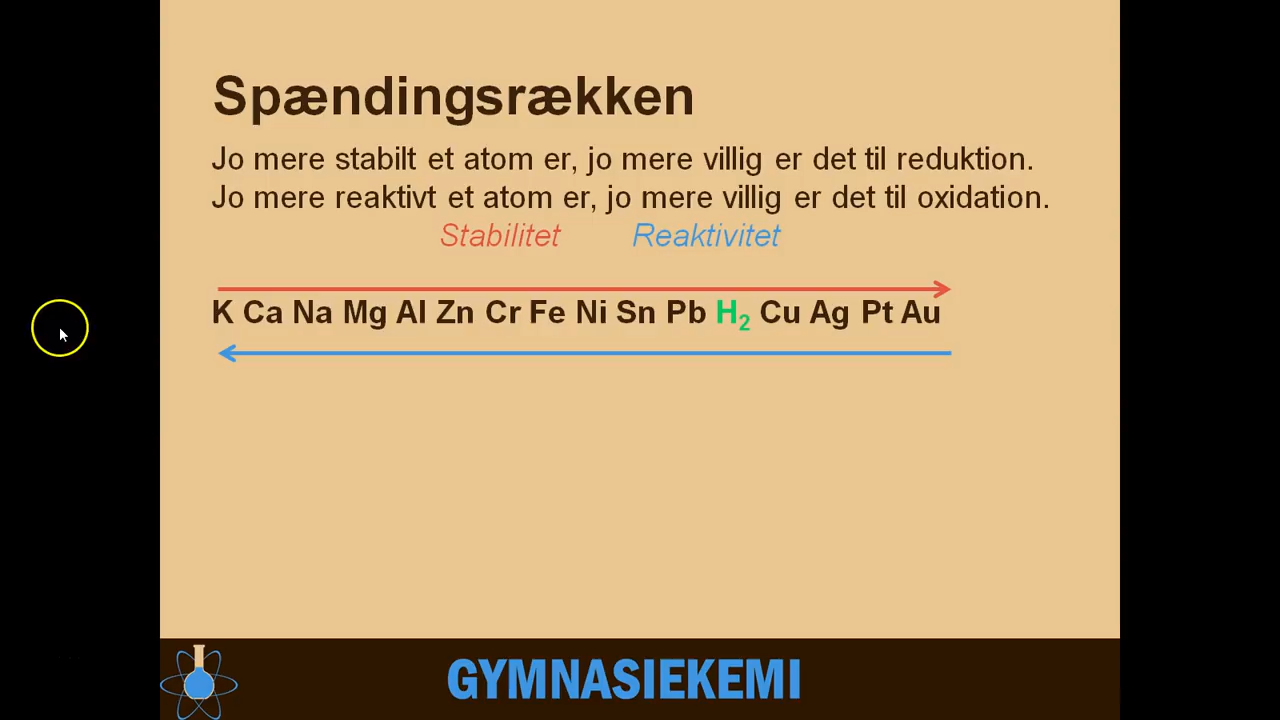 Spændingsrækken
Jo mere stabilt et atom er, jo mere villig er det til reduktion.
Jo mere reaktivt et atom er, jo mere villig er det til oxidation.
Stabilitet Reaktivitet
K Ca Na Mg Al Zn Cr Fe Ni Sn Pb H₂ Cu Ag Pt Au
GYMNASIEKEMI